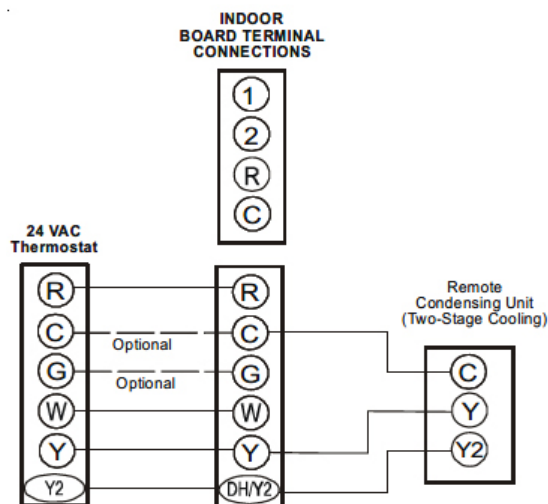 INDOOR
BOARD TERMINAL
CONNECTIONS
1
2
R
C
24 VAC
Thermostat
R
C
G
W
Y
Y2
Optional
Optional
R
C
G
W
Y
DH/Y2
Remote
Condensing Unit
(Two-Stage Cooling)
C
Y
Y2